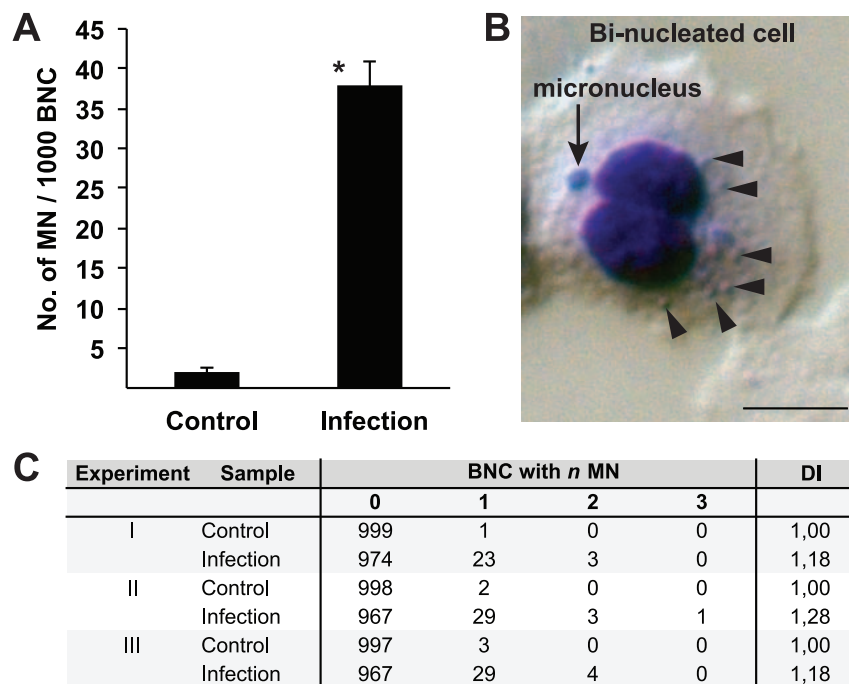 A
No. of MN / 1000 BNC
45
40
35
30
25
20
15
10
5
*
Control Infection
B
Bi-nucleated cell
micronucleus
C
Experiment Sample BNC with n MN DI
0 1 2 3
I Control 999 1 0 0 1,00
Infection 974 23 3 0 1,18
II Control 998 2 0 0 1,00
Infection 967 29 3 1 1,28
III Control 997 3 0 0 1,00
Infection 967 29 4 0 1,18